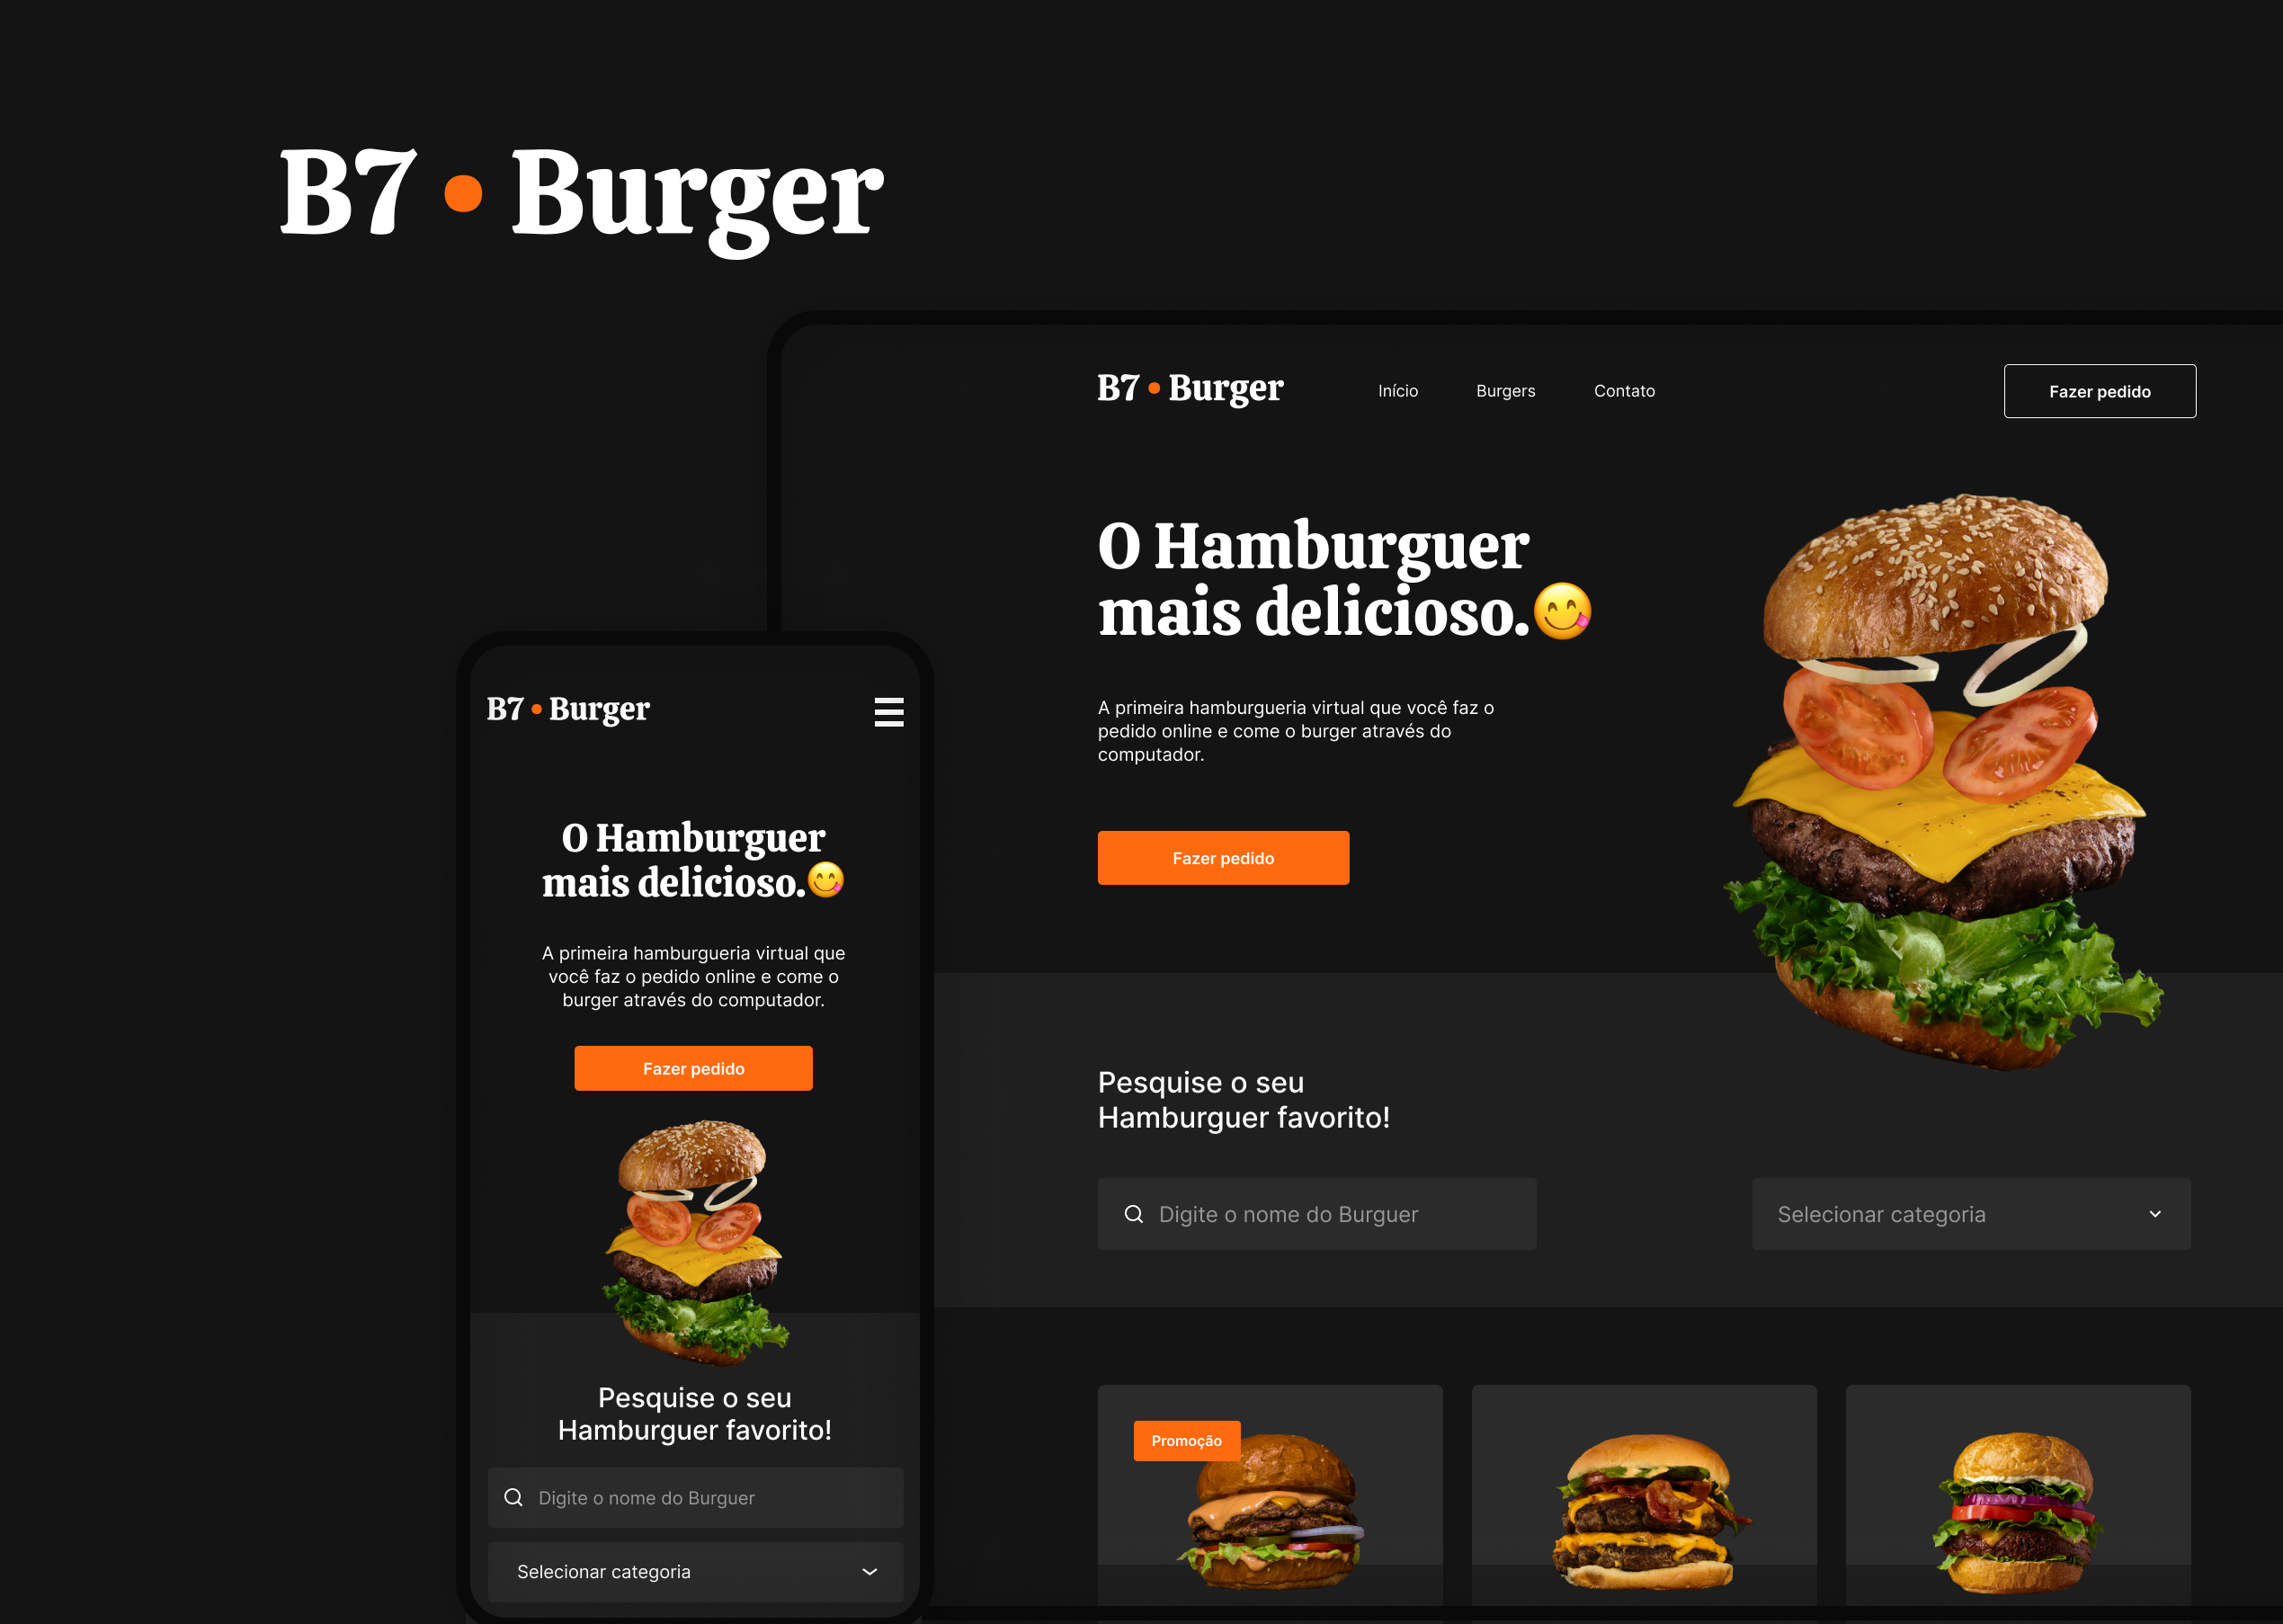 B7 • Burger
B7 • Burger
Início
Burgers
Contato
Fazer pedido
O Hamburguer
mais delicioso.😋
A primeira hamburgueria virtual que você faz o
pedido online e come o burger através do
computador.
Fazer pedido
Pesquise o seu
Hamburguer favorito!
Digite o nome do Burguer
Selecionar categoria
Promoção
B7 • Burger
O Hamburguer
mais delicioso.😋
A primeira hamburgueria virtual que
você faz o pedido online e come o
burger através do computador.
Fazer pedido
Pesquise o seu
Hamburguer favorito!
Digite o nome do Burguer
Selecionar categoria